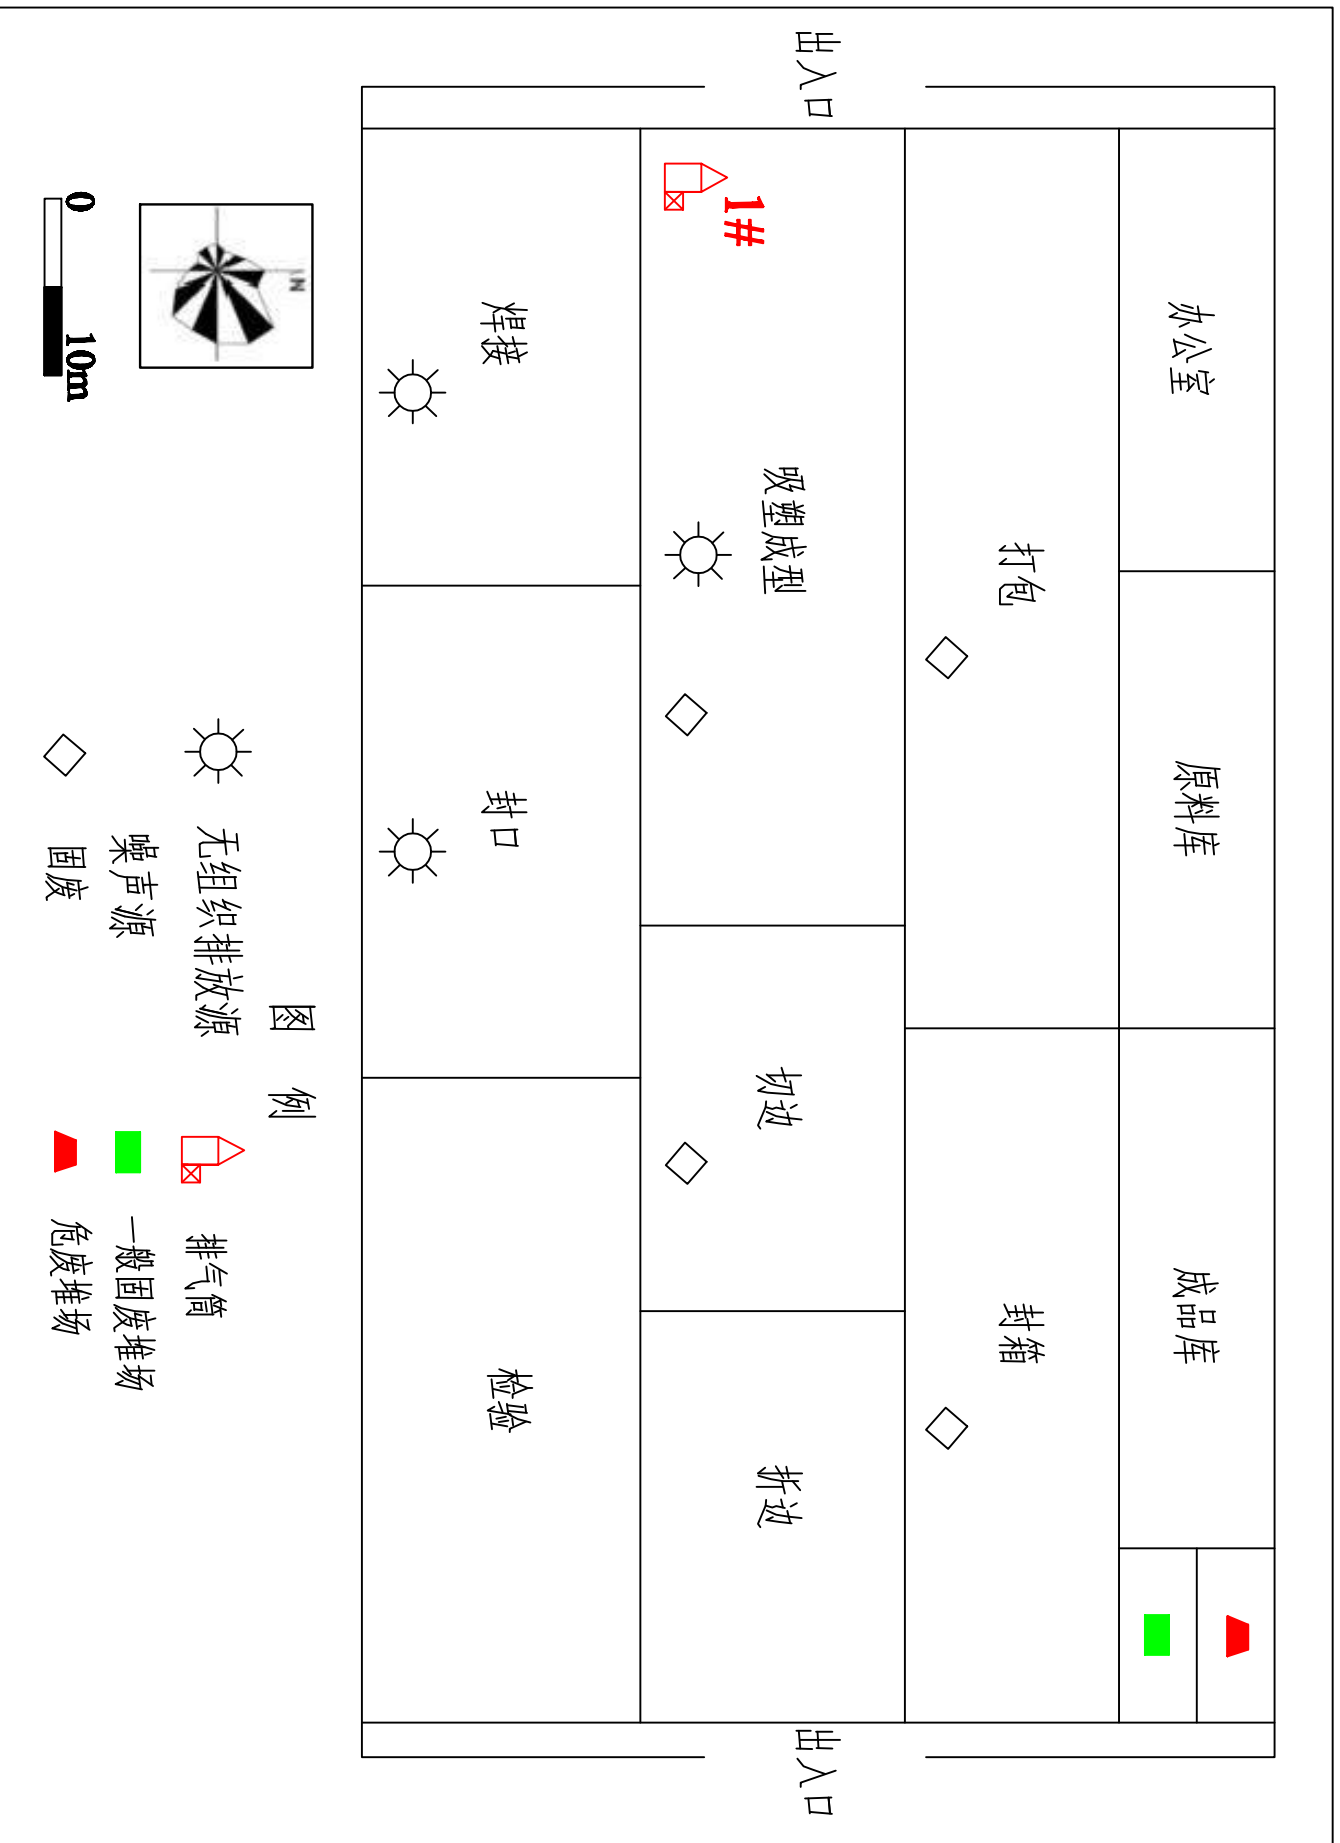 办公室
原料库
成品库
打包
封箱
出入口
1#
吸塑成型
切边
折边
出入口
焊接
封口
检验
图 例
N
无组织排放源
排气筒
噪声源
一般固废堆场
固废
危废堆场
0
10m